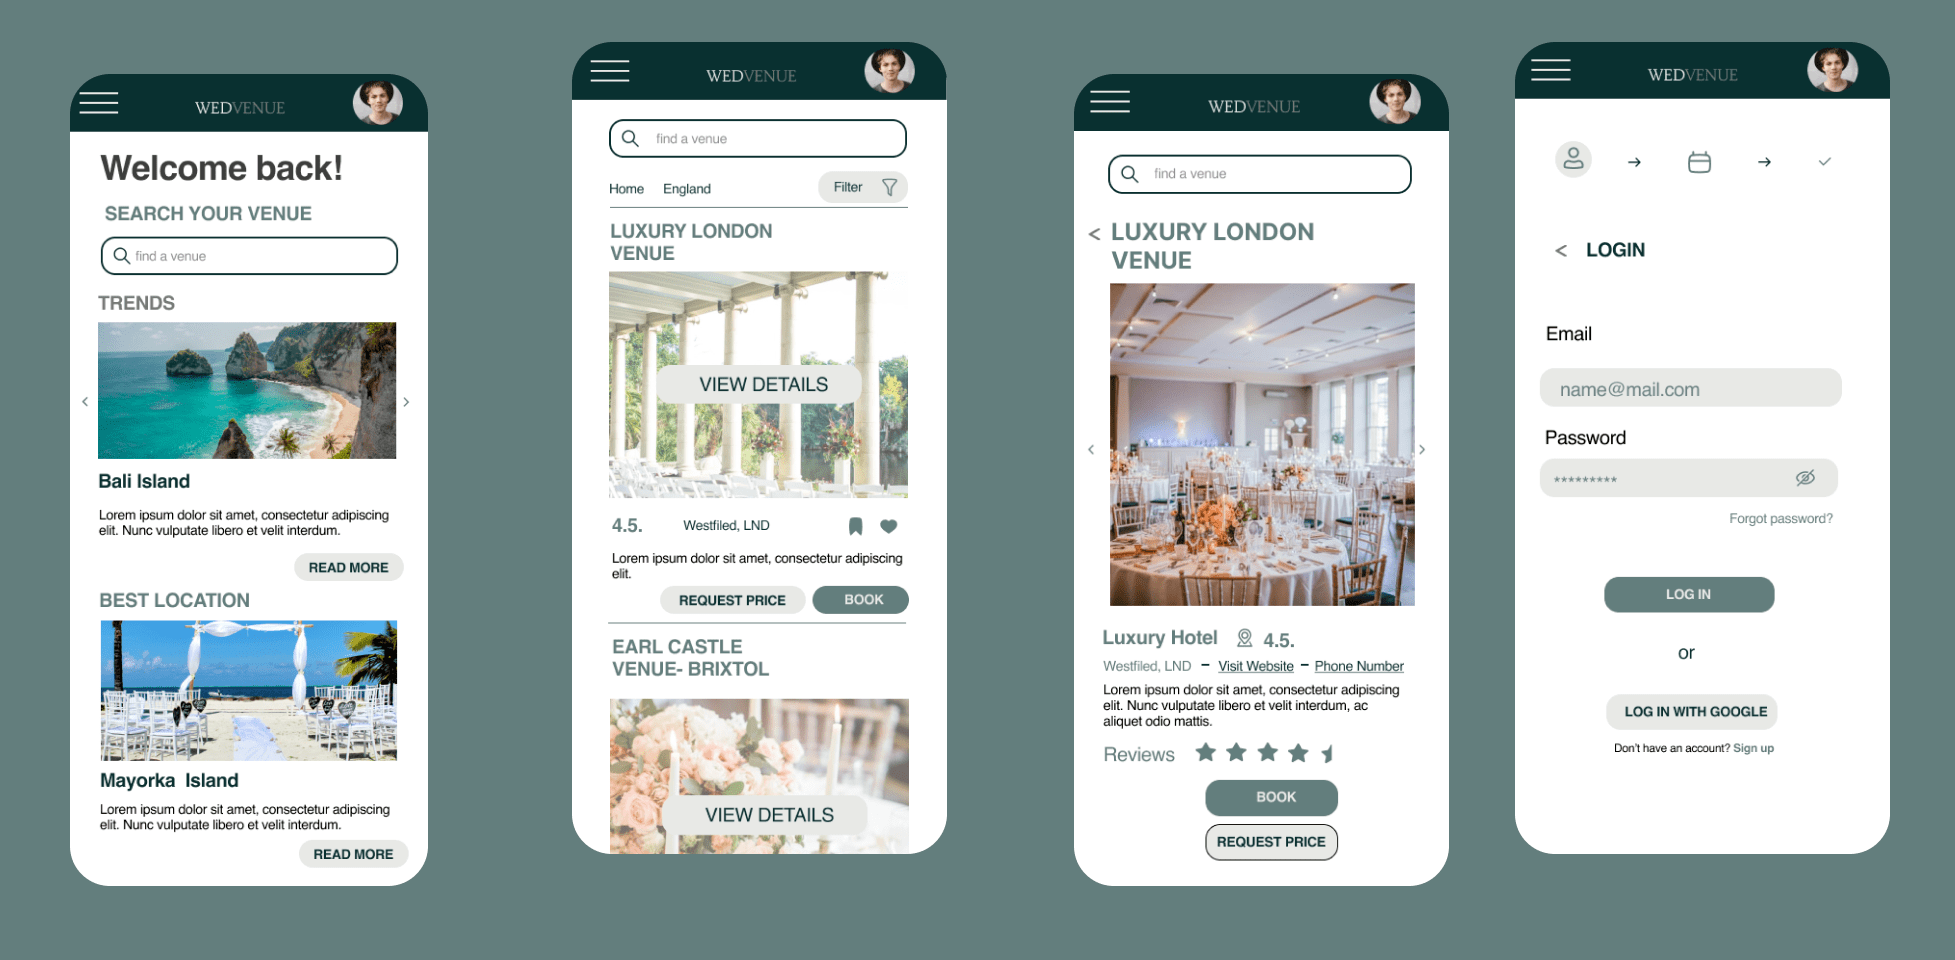 WEDVENUE
Welcome back!
SEARCH YOUR VENUE
find a venue
TRENDS
Bali Island
Lorem ipsum dolor sit amet, consectetur adipiscing
elit. Nunc vulputate libero et velit interdum.
READ MORE
BEST LOCATION
Mayorka Island
Lorem ipsum dolor sit amet, consectetur adipiscing
elit. Nunc vulputate libero et velit interdum.
READ MORE
WEDVENUE
find a venue
Home England Filter
LUXURY LONDON
VENUE
VIEW DETAILS
4.5. Westfiled, LND
Lorem ipsum dolor sit amet, consectetur adipiscing
elit.
REQUEST PRICE BOOK
EARL CASTLE
VENUE- BRIXTOL
VIEW DETAILS
WEDVENUE
find a venue
< LUXURY LONDON
VENUE
Luxury Hotel 4.5.
Westfiled, LND – Visit Website – Phone Number
Lorem ipsum dolor sit amet, consectetur adipiscing
elit. Nunc vulputate libero et velit interdum, ac
aliquet odio mattis.
Reviews
BOOK
REQUEST PRICE
WEDVENUE
< LOGIN
Email
name@mail.com
Password
*********
Forgot password?
LOG IN
or
LOG IN WITH GOOGLE
Don't have an account? Sign up